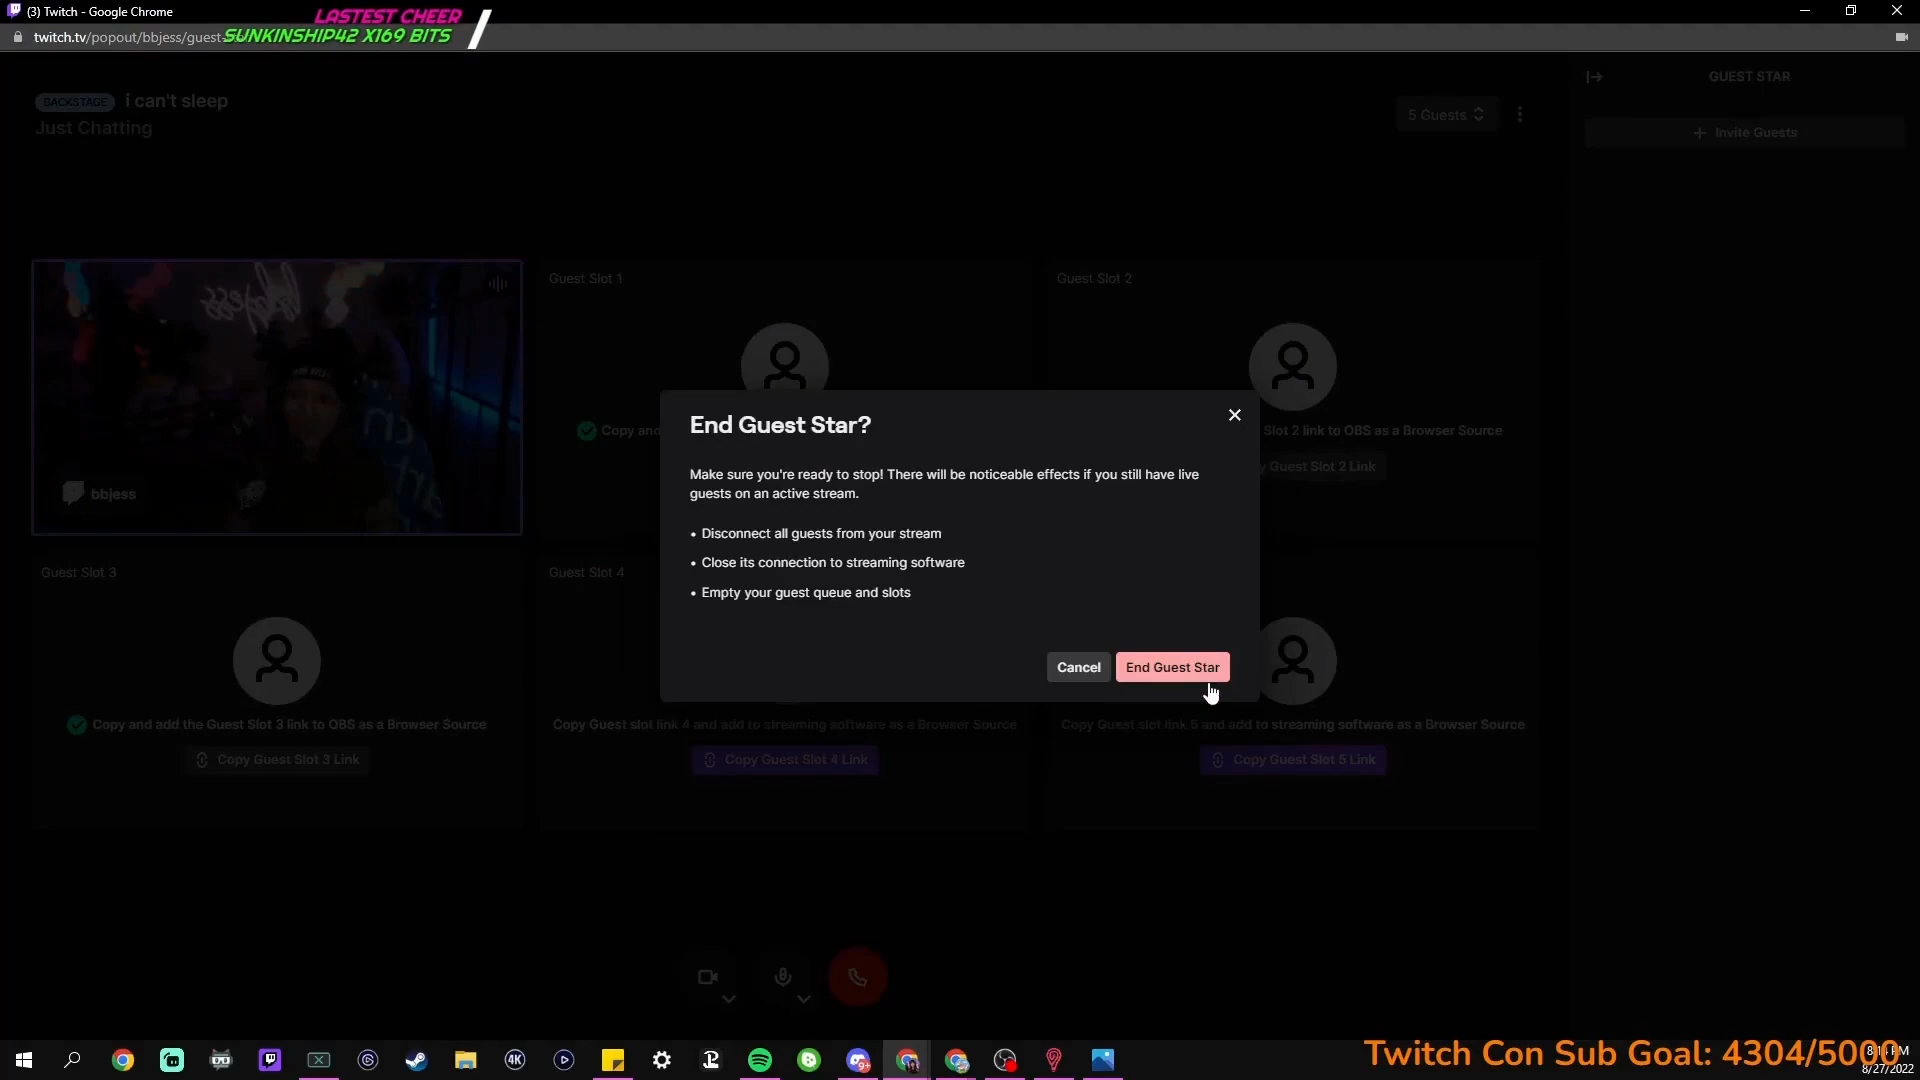 (3) Twitch - Google Chrome
LASTEST CHEER
twitch.tv/popout/bbjess/guest-
SUNKINSHIP42 X169 BITS
BACKSTAGE i can't sleep
Just Chatting
5 Guests
GUEST STAR
+ Invite Guests
bbjess
bbjess
Guest Slot 1
Copy and
Guest Slot 2
Slot 2 link to OBS as a Browser Source
Guest Slot 2 Link
End Guest Star?
Make sure you're ready to stop! There will be noticeable effects if you still have live
guests on an active stream.
• Disconnect all guests from your stream
• Close its connection to streaming software
• Empty your guest queue and slots
Cancel
End Guest Star
Guest Slot 3
Copy and add the Guest Slot 3 link to OBS as a Browser Source
Copy Guest Slot 3 Link
Guest Slot 4
Copy Guest slot link 4 and add to streaming software as a Browser Source
Copy Guest Slot 4 Link
Copy Guest slot link 5 and add to streaming software as a Browser Source
Copy Guest Slot 5 Link
4K
9+
Twitch Con Sub Goal: 4304/5000
8/27/2022